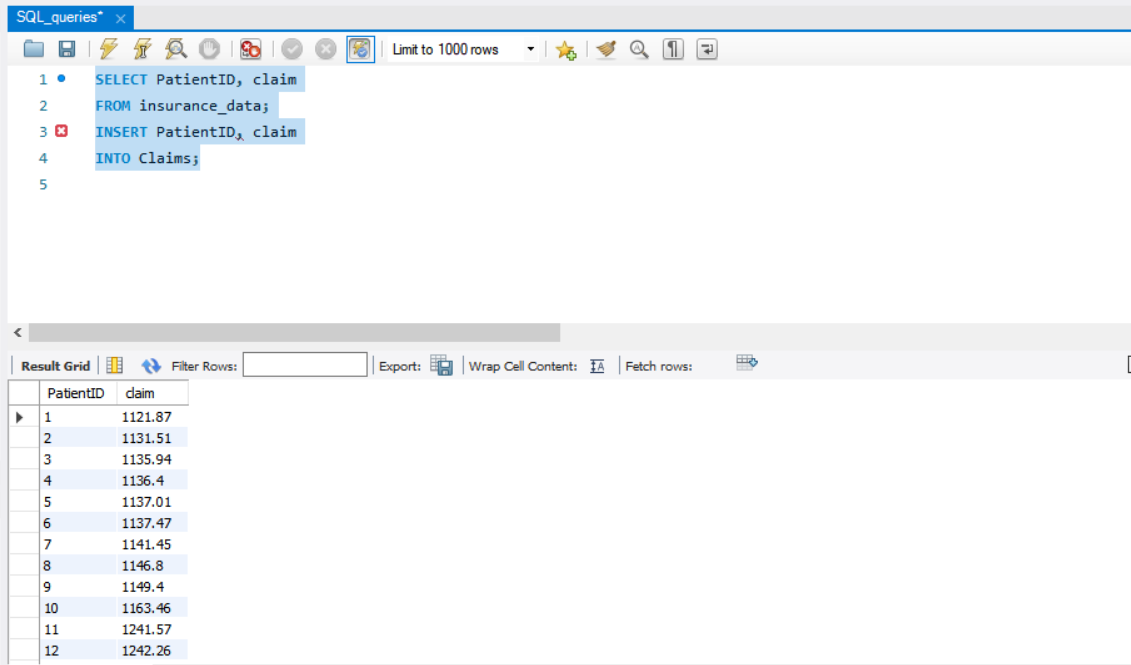 SQL_queries*
Limit to 1000 rows
1 SELECT PatientID, claim
2 FROM insurance_data;
3 INSERT PatientID, claim
4 INTO Claims;
5
Result Grid Filter Rows: Export: Wrap Cell Content: Fetch rows:
PatientID claim
1 1121.87
2 1131.51
3 1135.94
4 1136.4
5 1137.01
6 1137.47
7 1141.45
8 1146.8
9 1149.4
10 1163.46
11 1241.57
12 1242.26